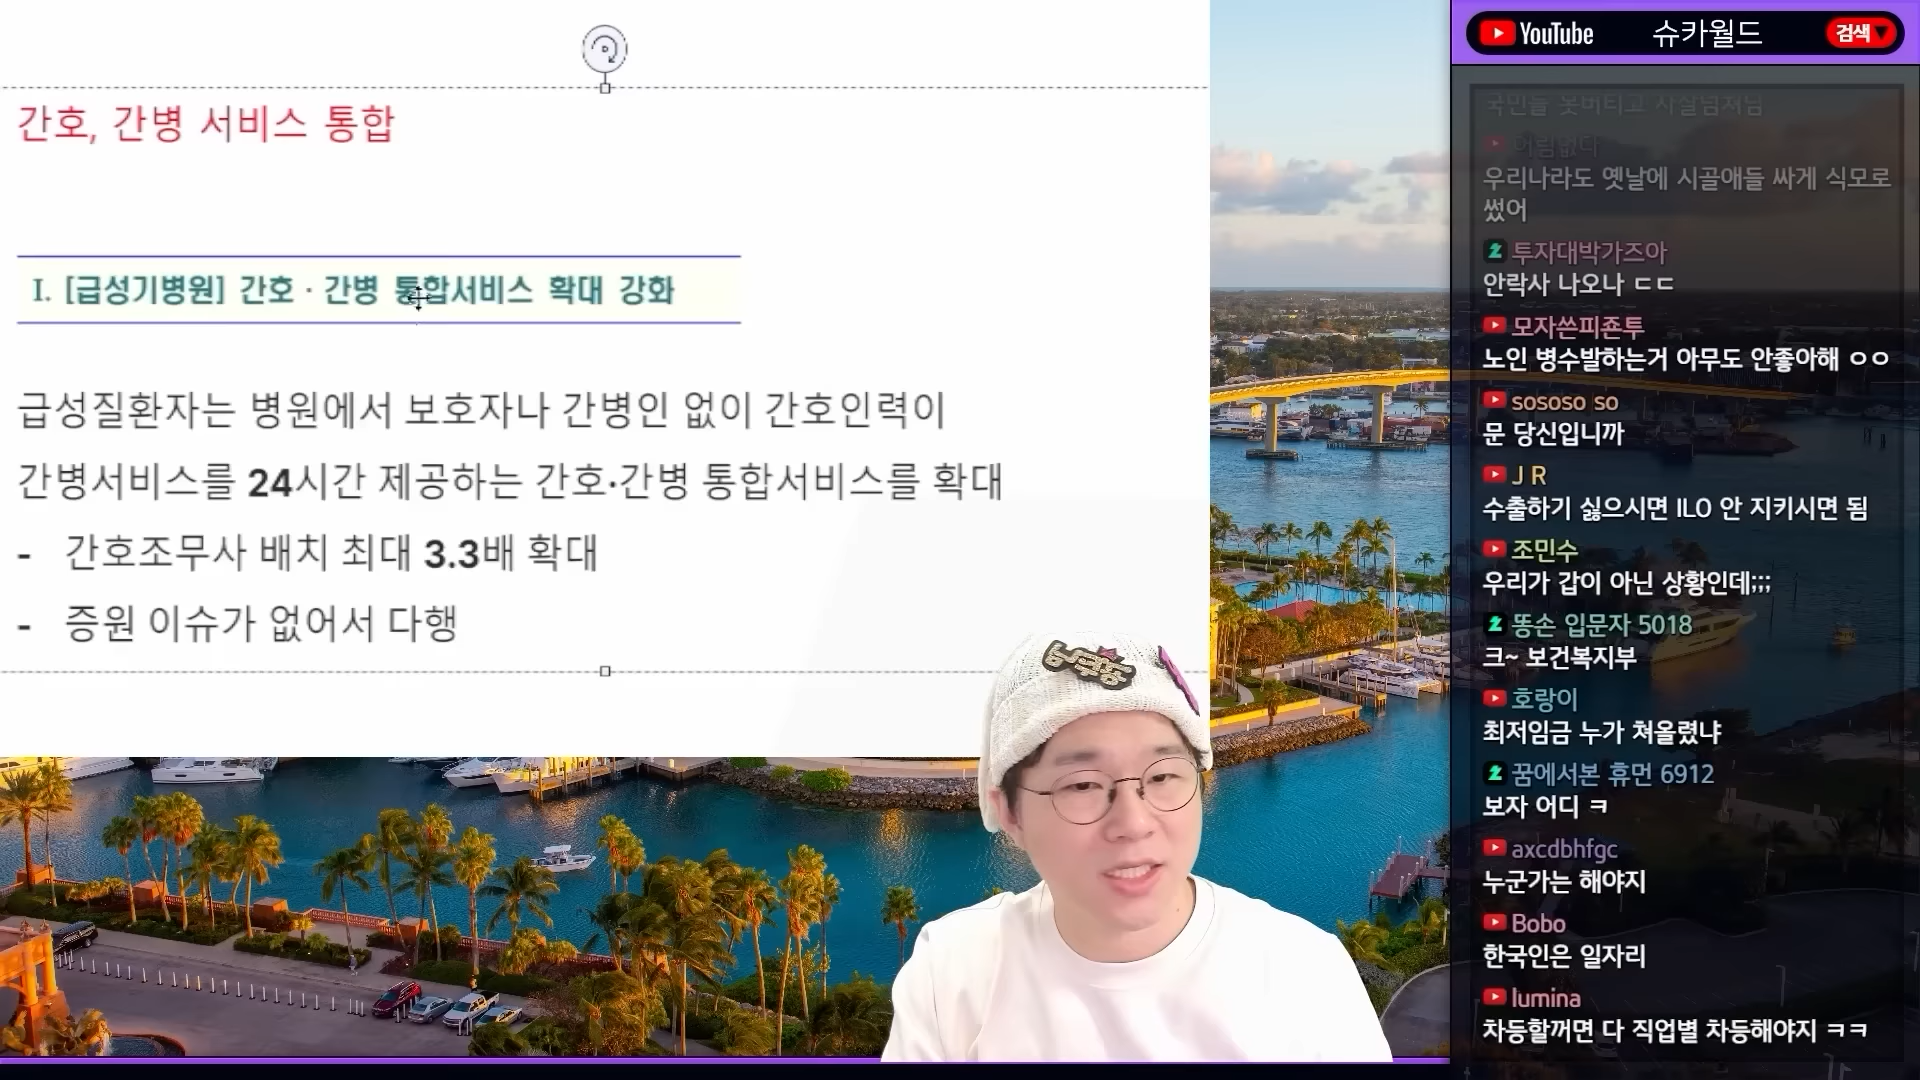 간호, 간병 서비스 통합
I. [급성기병원] 간호 · 간병 통합서비스 확대 강화
급성질환자는 병원에서 보호자나 간병인 없이 간호인력이
간병서비스를 24시간 제공하는 간호·간병 통합서비스를 확대
- 간호조무사 배치 최대 3.3배 확대
- 증원 이슈가 없어서 다행
YouTube 슈카월드 검색
어림없다
우리나라도 옛날에 시골애들 싸게 식모로
썼어
투자대박가즈아
안락사 나오나 ㄷㄷ
모자쓴피죤투
노인 병수발하는거 아무도 안좋아해 ㅇㅇ
sososo so
문 당신입니까
J R
수출하기 싫으시면 ILO 안 지키시면 됨
조민수
우리가 갑이 아닌 상황인데;;;
똥손 입문자 5018
크~ 보건복지부
호랑이
최저임금 누가 쳐올렸냐
꿈에서본 휴먼 6912
보자 어디 ㅋ
axcdbhfgc
누군가는 해야지
Bobo
한국인은 일자리
lumina
차등할꺼면 다 직업별 차등해야지 ㅋㅋ